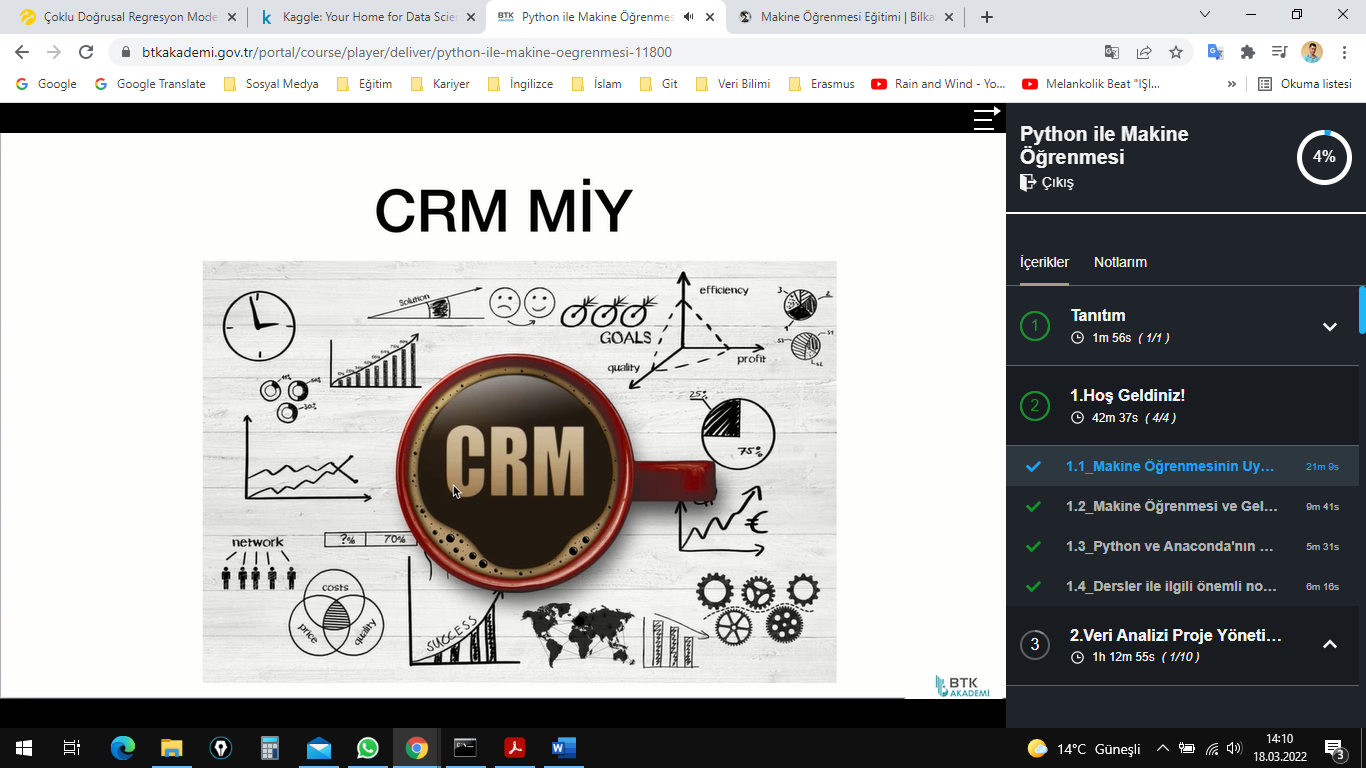 Çoklu Doğrusal Regresyon Mode
Kaggle: Your Home for Data Scien
BTK Python ile Makine Öğrenmes
Makine Öğrenmesi Eğitimi | Bilka
btkakademi.gov.tr/portal/course/player/deliver/python-ile-makine-oegrenmesi-11800
Google
Google Translate
Sosyal Medya
Eğitim
Kariyer
İngilizce
İslam
Git
Veri Bilimi
Erasmus
Rain and Wind - Yo...
Melankolik Beat "IŞI...
»
Okuma listesi
CRM MİY
Solution
GOALS
efficiency
profit
quality
25%
75%
CRM
€
network
?%
70%
costs
price
quality
SUCCESS
BTK
AKADEMİ
Python ile Makine
Öğrenmesi
4%
Çıkış
İçerikler
Notlarım
1
Tanıtım
1m 56s ( 1/1 )
2
1.Hoş Geldiniz!
42m 37s ( 4/4 )
1.1_Makine Öğrenmesinin Uy...
21m 9s
1.2_Makine Öğrenmesi ve Gel...
9m 41s
1.3_Python ve Anaconda'nın ...
5m 31s
1.4_Dersler ile ilgili önemli no...
6m 16s
3
2.Veri Analizi Proje Yöneti...
1h 12m 55s ( 1/10 )
14°C Güneşli
14:10
18.03.2022
3